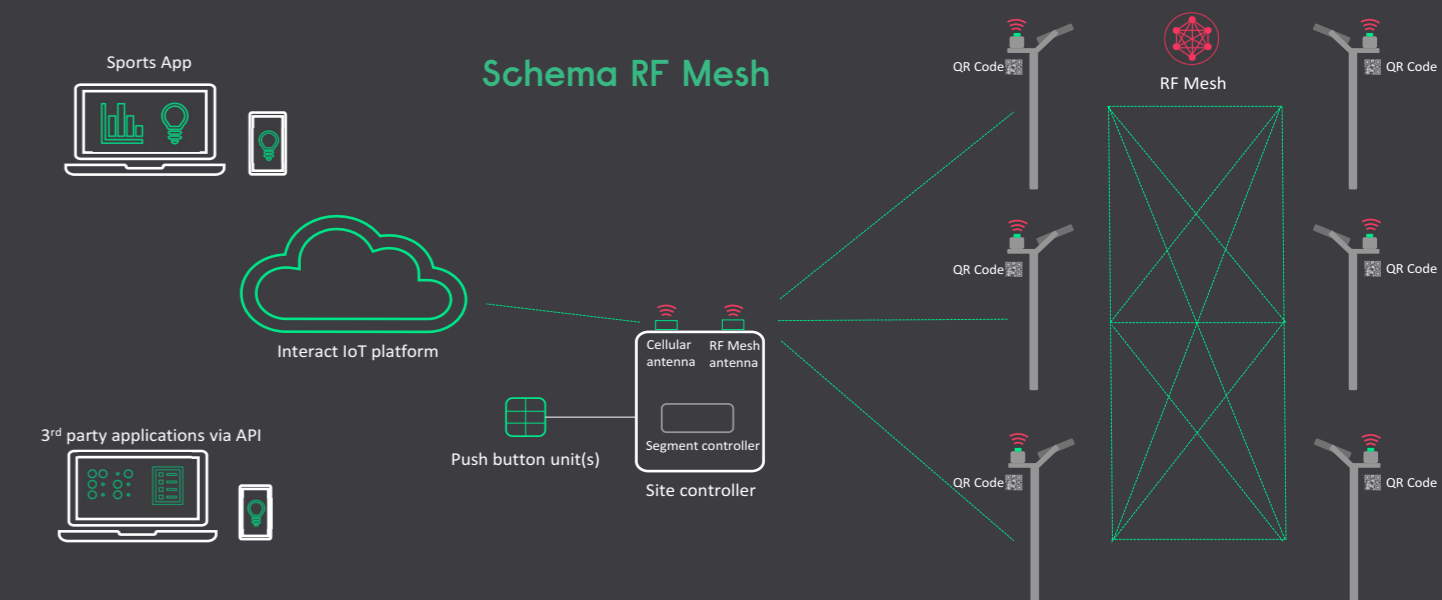 Schema RF Mesh
Sports App
Interact IoT platform
3rd party applications via API
Push button unit(s)
Cellular
antenna
RF Mesh
antenna
Segment controller
Site controller
RF Mesh
QR Code
QR Code
QR Code
QR Code
QR Code
QR Code